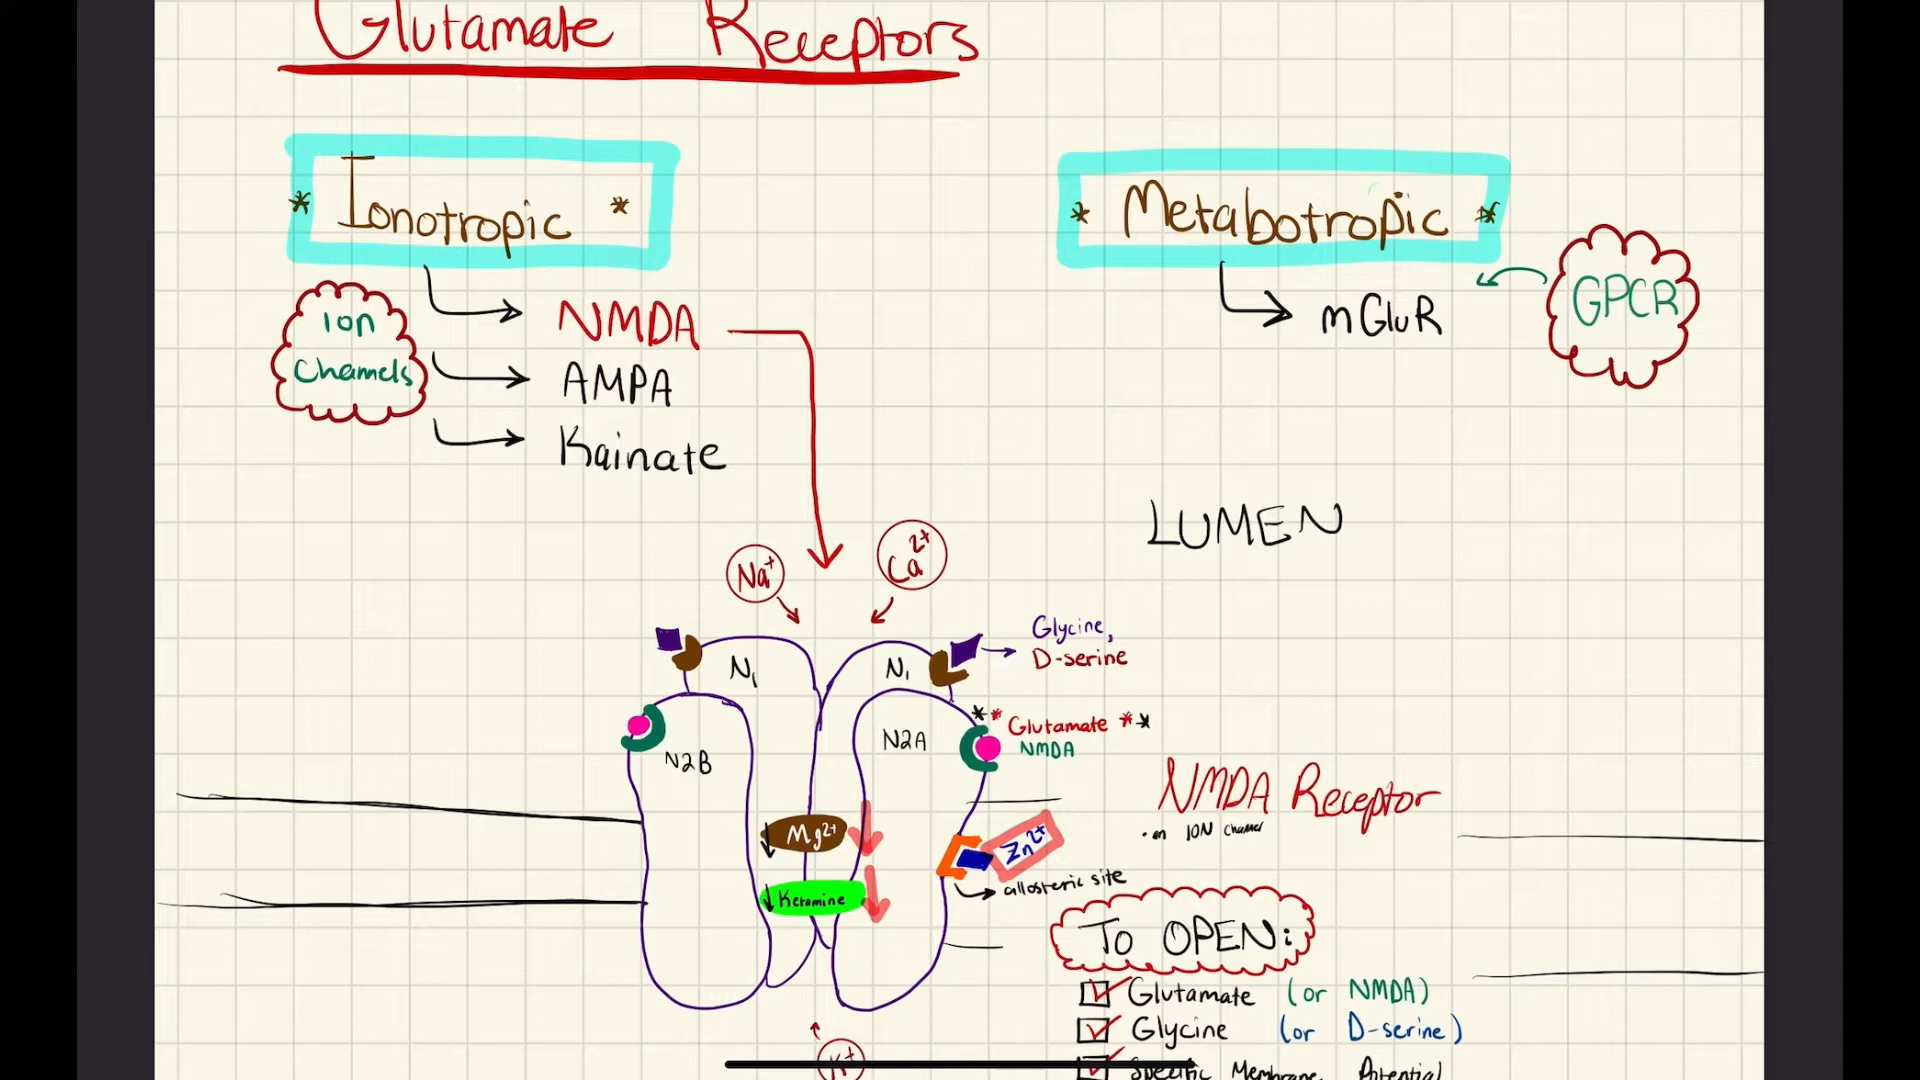 Glutamate Receptors
* Ionotropic *
* Metabotropic *
Ion
Channels
NMDA
AMPA
Kainate
mGluR
GPCR
LUMEN
Na+
Ca2+
Glycine,
D-serine
N1
N1
** Glutamate **
NMDA
N2B
N2A
NMDA Receptor
• an ION channel
Mg2+
Zn2+
allosteric site
Ketamine
To OPEN:
Glutamate (or NMDA)
Glycine (or D-serine)
Specific Membrane Potential
K+